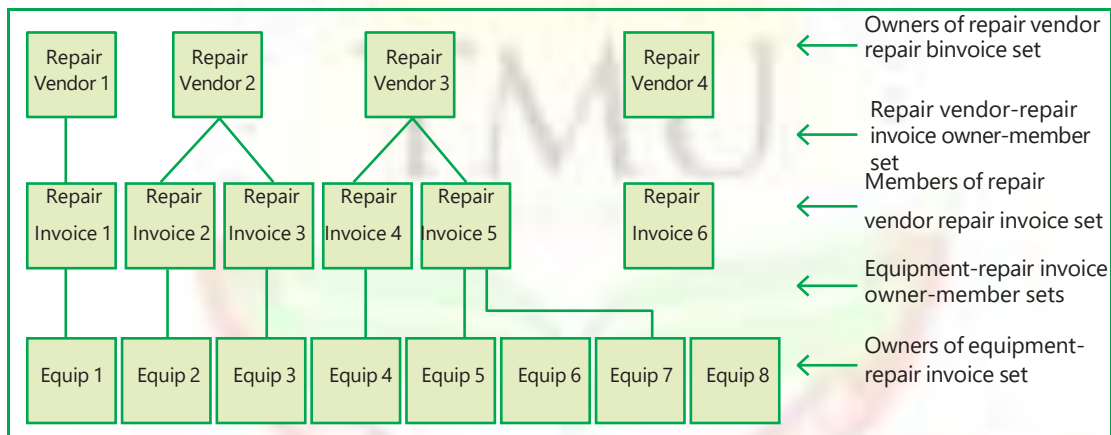 Repair
Vendor 1
Repair
Vendor 2
Repair
Vendor 3
Repair
Vendor 4
Owners of repair vendor
repair binvoice set
Repair vendor-repair
invoice owner-member
set
Repair
Invoice 1
Repair
Invoice 2
Repair
Invoice 3
Repair
Invoice 4
Repair
Invoice 5
Repair
Invoice 6
Members of repair
vendor repair invoice set
Equipment-repair invoice
owner-member sets
Equip 1
Equip 2
Equip 3
Equip 4
Equip 5
Equip 6
Equip 7
Equip 8
Owners of equipment-
repair invoice set
TMU